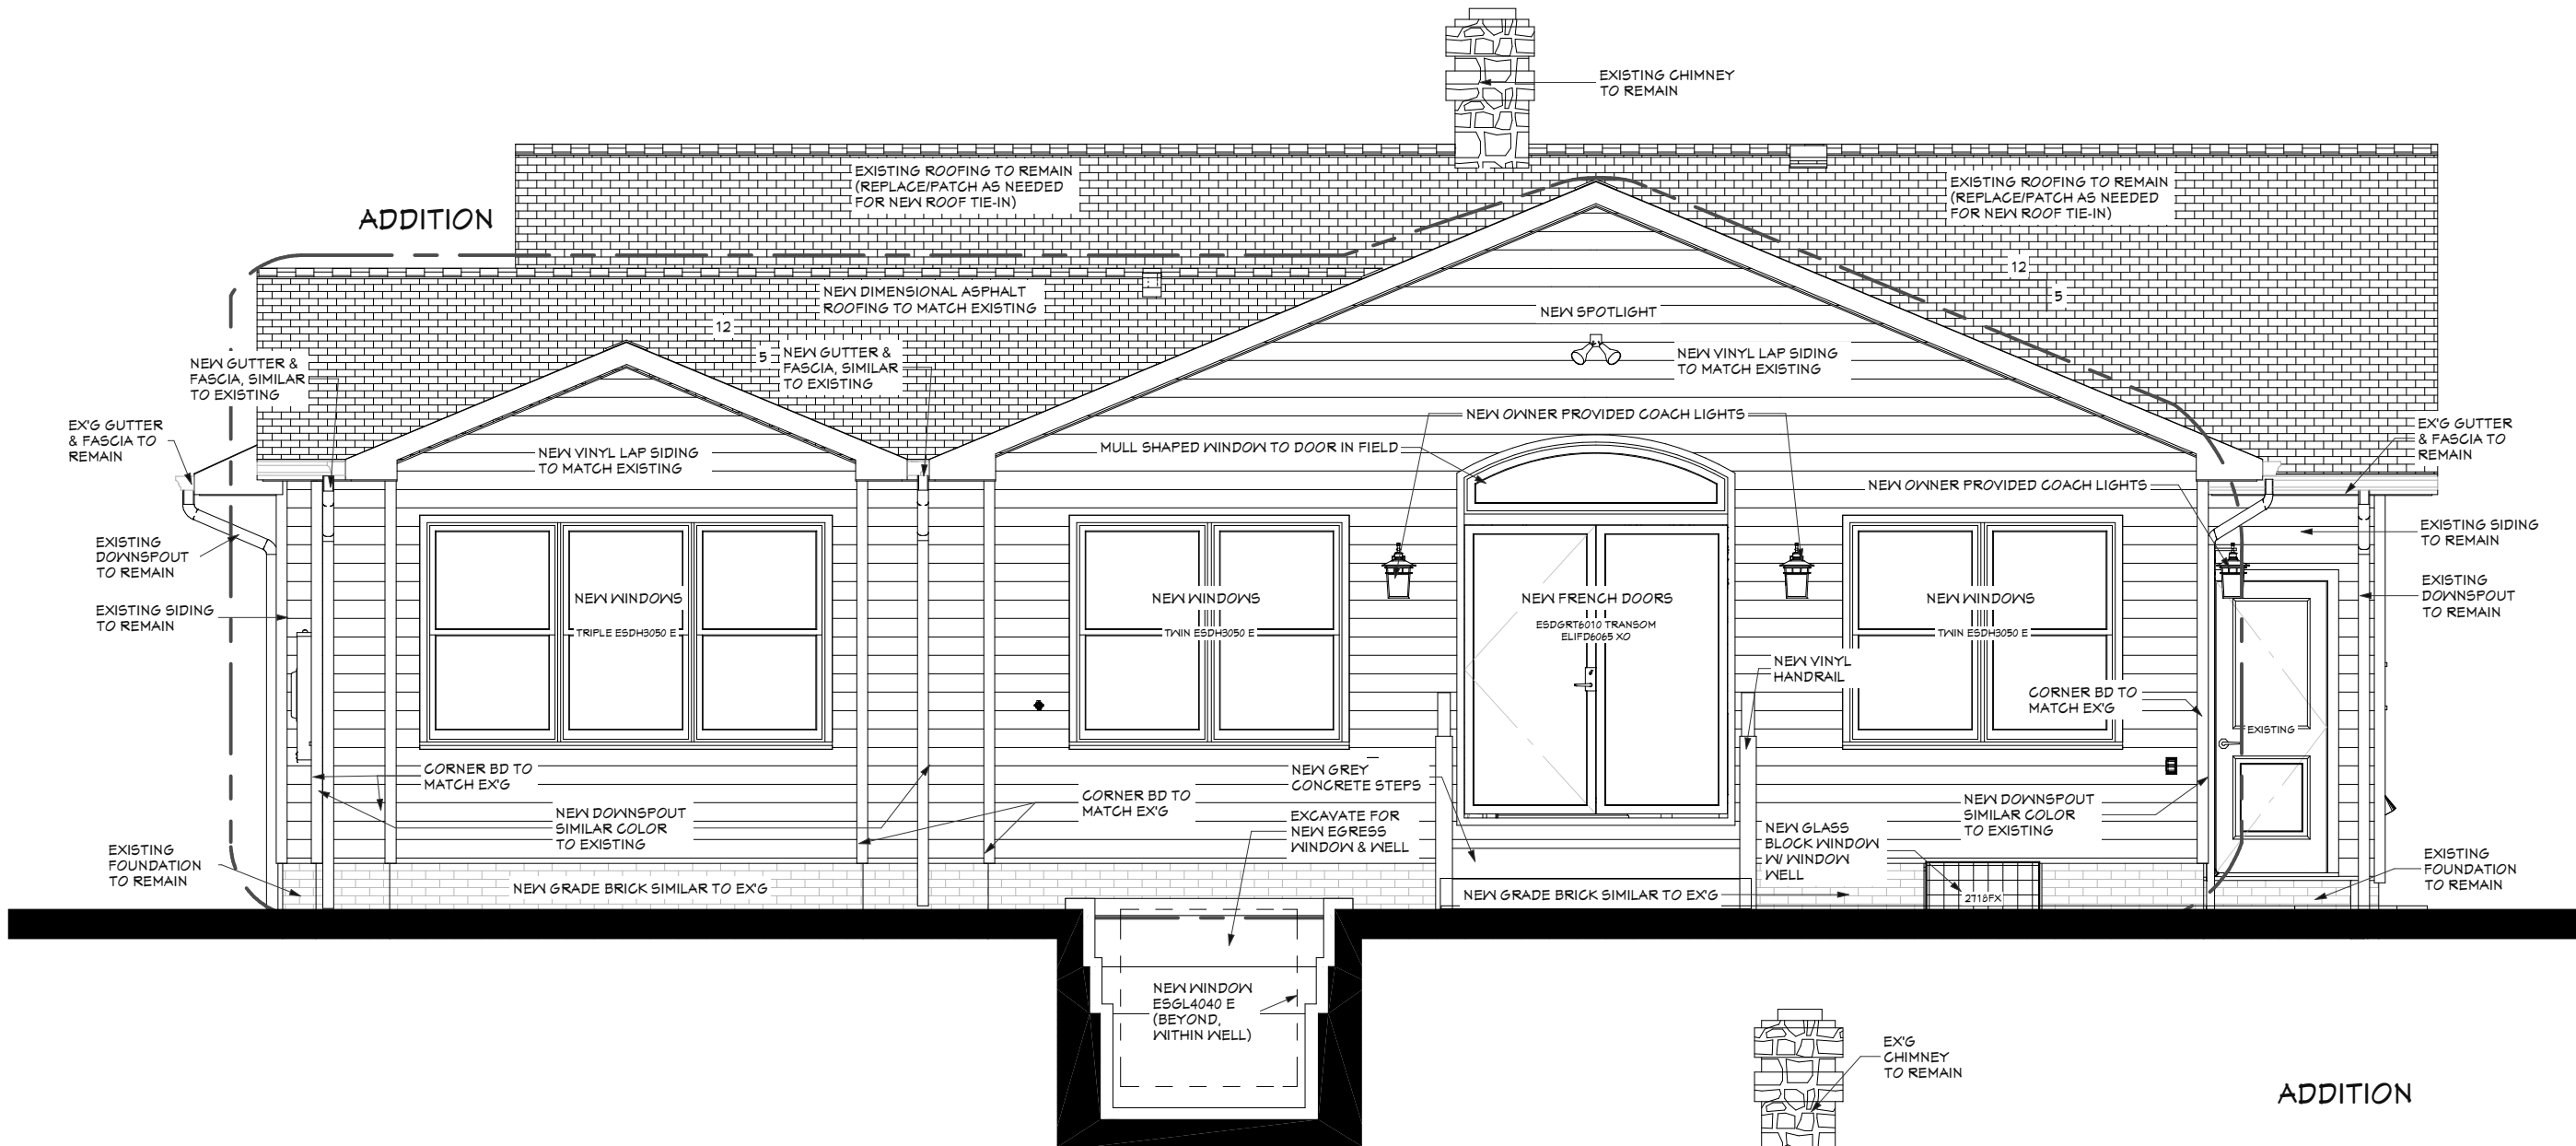 EXISTING CHIMNEY
TO REMAIN
EXISTING ROOFING TO REMAIN
(REPLACE/PATCH AS NEEDED
FOR NEW ROOF TIE-IN)
EXISTING ROOFING TO REMAIN
(REPLACE/PATCH AS NEEDED
FOR NEW ROOF TIE-IN)
ADDITION
12
5
NEW DIMENSIONAL ASPHALT
ROOFING TO MATCH EXISTING
12
5
NEW SPOTLIGHT
NEW VINYL LAP SIDING
TO MATCH EXISTING
NEW GUTTER &
FASCIA, SIMILAR
TO EXISTING
NEW GUTTER &
FASCIA, SIMILAR
TO EXISTING
EX'G GUTTER
& FASCIA TO
REMAIN
NEW VINYL LAP SIDING
TO MATCH EXISTING
NEW OWNER PROVIDED COACH LIGHTS
MULL SHAPED WINDOW TO DOOR IN FIELD
EX'G GUTTER
& FASCIA TO
REMAIN
NEW OWNER PROVIDED COACH LIGHTS
EXISTING
DOWNSPOUT
TO REMAIN
EXISTING SIDING
TO REMAIN
EXISTING SIDING
TO REMAIN
EXISTING
DOWNSPOUT
TO REMAIN
NEW WINDOWS
TRIPLE ESDH3050 E
NEW WINDOWS
TWIN ESDH3050 E
NEW FRENCH DOORS
ESDGRT6010 TRANSOM
ELIFD6065 XO
NEW WINDOWS
TWIN ESDH3050 E
NEW VINYL
HANDRAIL
CORNER BD TO
MATCH EX'G
EXISTING
CORNER BD TO
MATCH EX'G
NEW GREY
CONCRETE STEPS
CORNER BD TO
MATCH EX'G
NEW DOWNSPOUT
SIMILAR COLOR
TO EXISTING
EXCAVATE FOR
NEW EGRESS
WINDOW & WELL
NEW GLASS
BLOCK WINDOW
W/ WINDOW
WELL
NEW DOWNSPOUT
SIMILAR COLOR
TO EXISTING
EXISTING
FOUNDATION
TO REMAIN
EXISTING
FOUNDATION
TO REMAIN
NEW GRADE BRICK SIMILAR TO EX'G
NEW GRADE BRICK SIMILAR TO EX'G
2718FX
NEW WINDOW
ESGL4040 E
(BEYOND,
WITHIN WELL)
EX'G
CHIMNEY
TO REMAIN
ADDITION